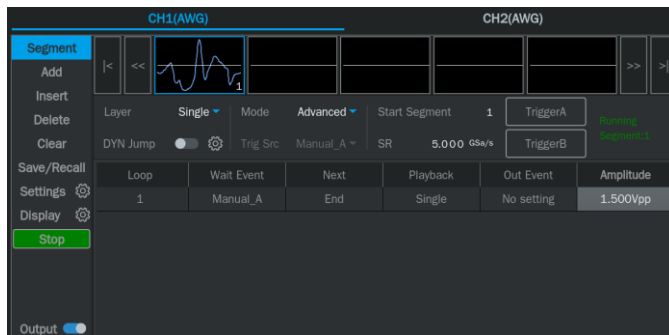 CH1(AWG) CH2(AWG)
Segment
Add
Insert
Delete
Clear
Save/Recall
Settings
Display
Stop
Output
|< << 1 >> >|
Layer Single Mode Advanced Start Segment 1 TriggerA
DYN Jump Trig Src Manual_A SR 5.000 GSa/s TriggerB
Running
Segment:1
Loop Wait Event Next Playback Out Event Amplitude
1 Manual_A End Single No setting 1.500Vpp